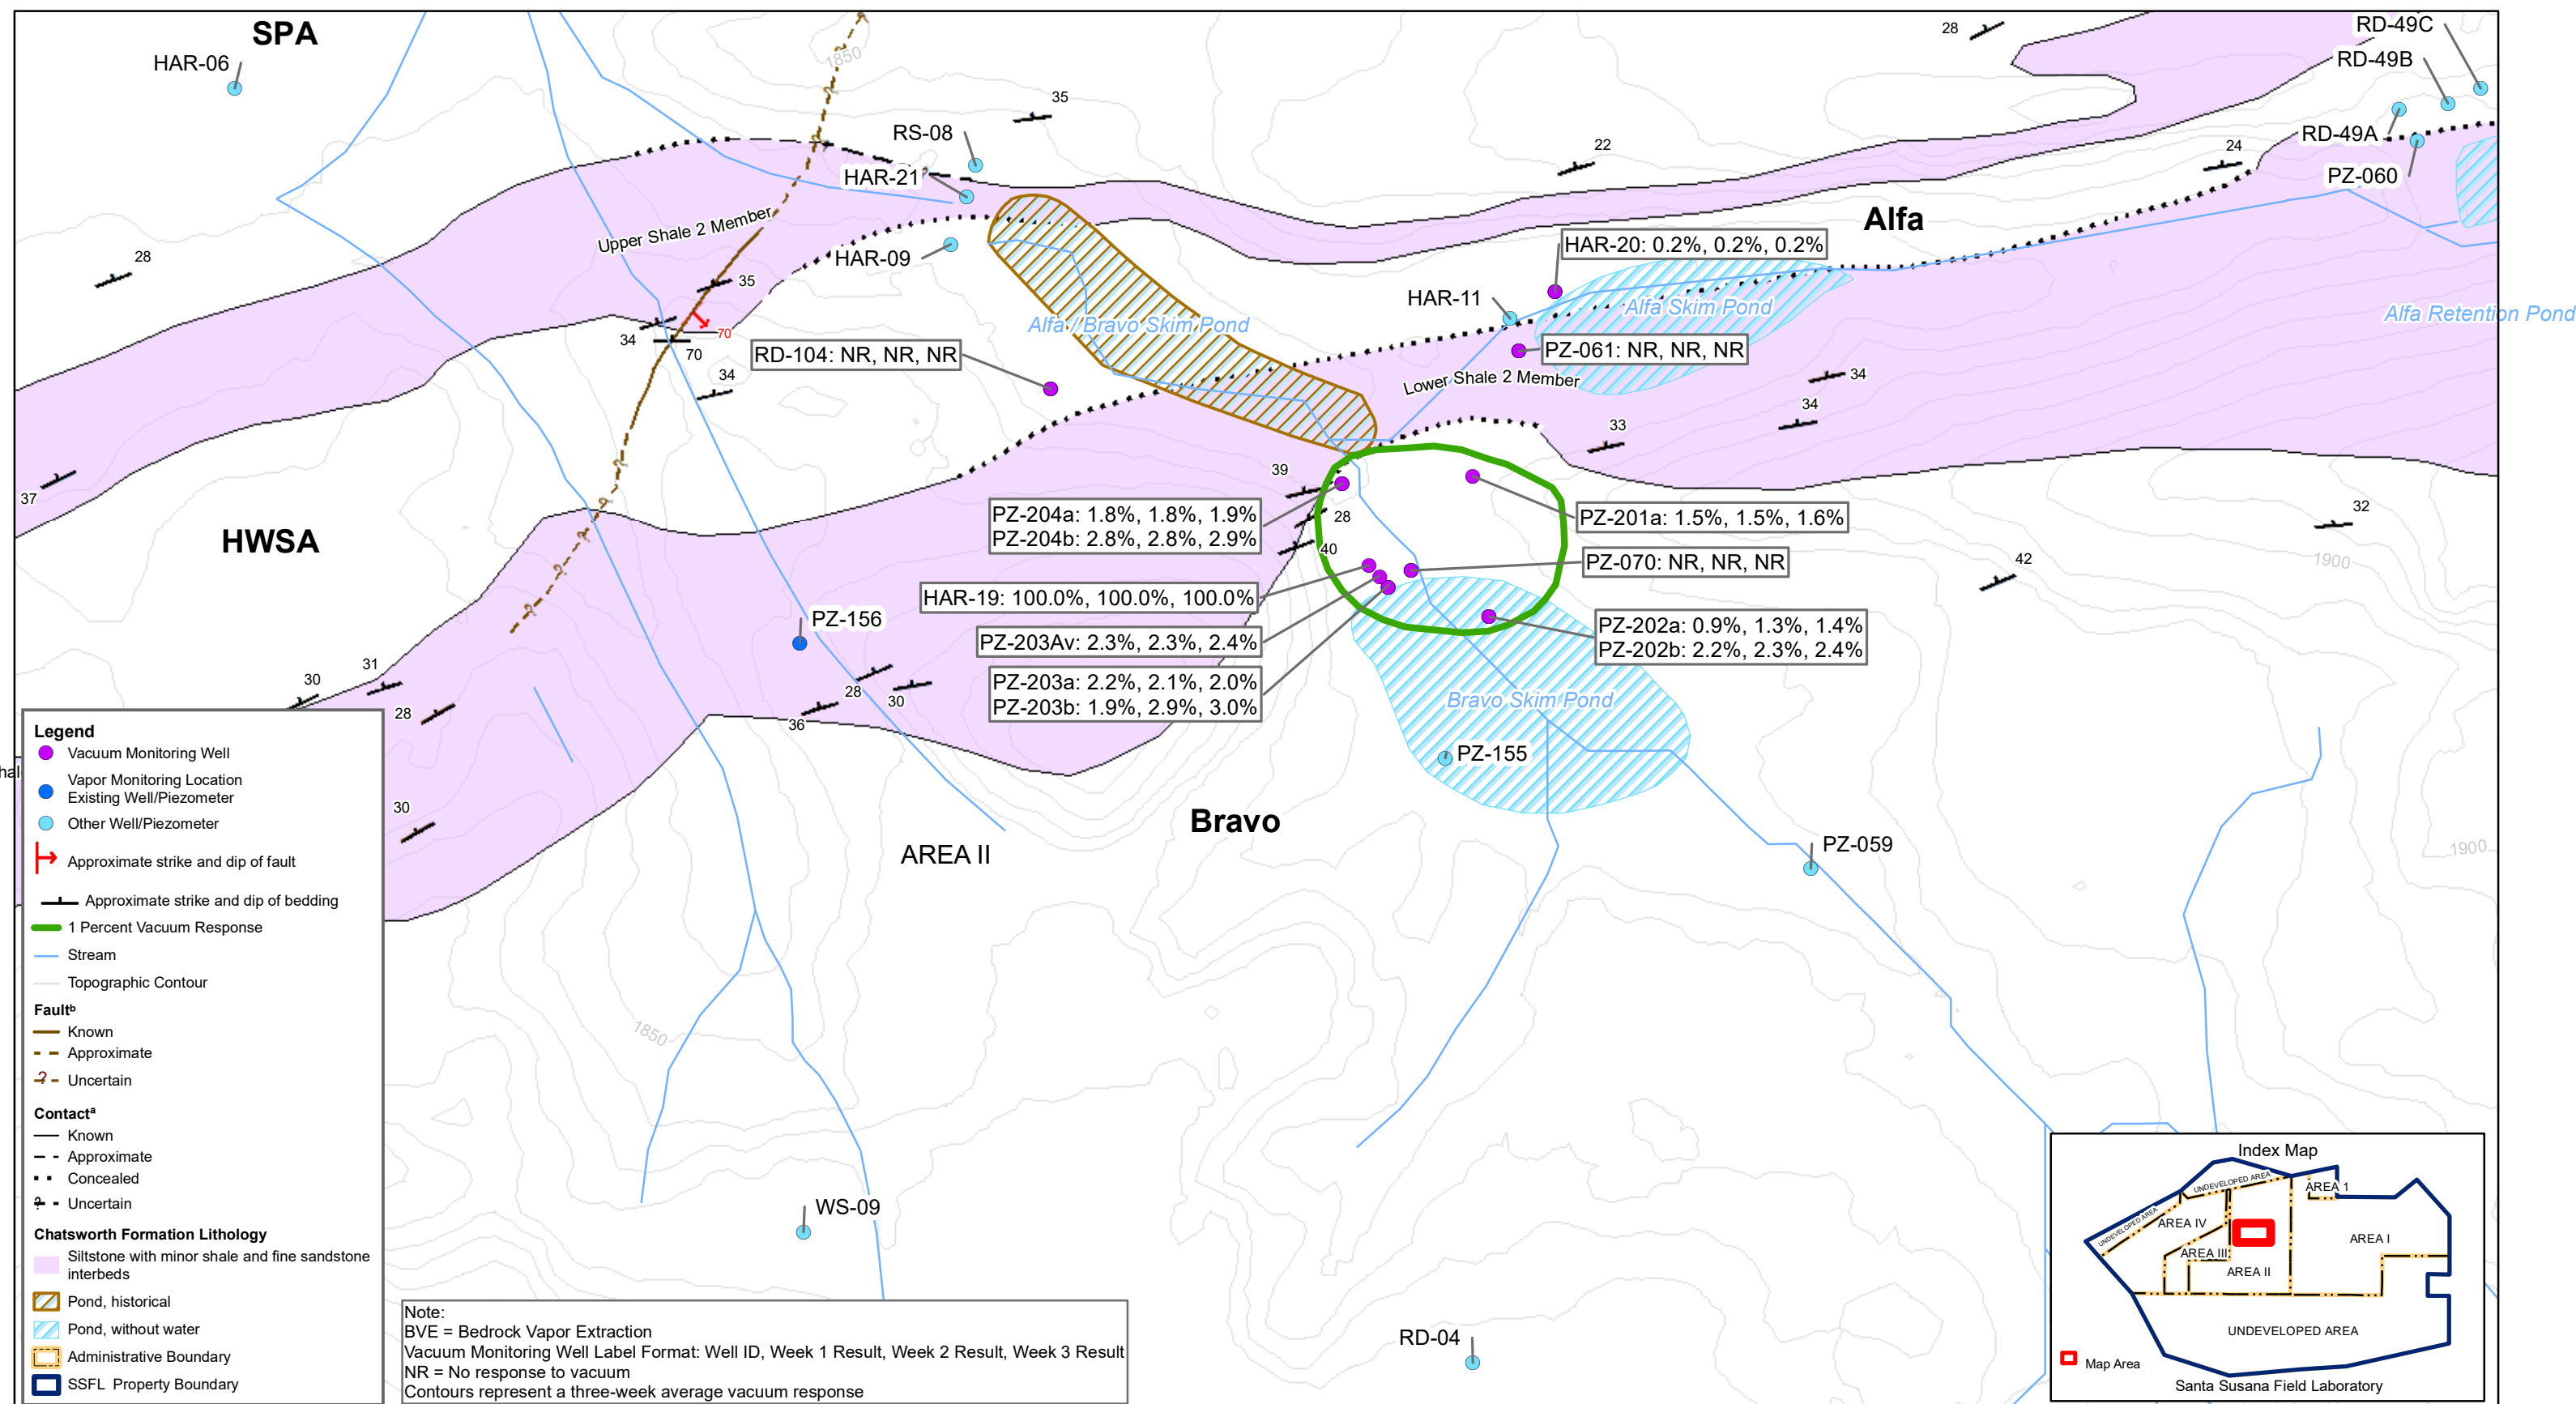 SPA
HAR-06
1850
35
28
RD-49C
RD-49B
RD-49A
PZ-060
RS-08
HAR-21
22
24
Alfa
Upper Shale 2 Member
HAR-09
28
35
70
34
70
34
HAR-20: 0.2%, 0.2%, 0.2%
HAR-11
Alfa Skim Pond
Alfa / Bravo Skim Pond
Alfa Retention Pond
RD-104: NR, NR, NR
PZ-061: NR, NR, NR
Lower Shale 2 Member
34
34
33
39
37
28
40
PZ-204a: 1.8%, 1.8%, 1.9%
PZ-204b: 2.8%, 2.8%, 2.9%
PZ-201a: 1.5%, 1.5%, 1.6%
32
HWSA
PZ-070: NR, NR, NR
1900
42
HAR-19: 100.0%, 100.0%, 100.0%
PZ-156
PZ-203Av: 2.3%, 2.3%, 2.4%
PZ-202a: 0.9%, 1.3%, 1.4%
PZ-202b: 2.2%, 2.3%, 2.4%
PZ-203a: 2.2%, 2.1%, 2.0%
PZ-203b: 1.9%, 2.9%, 3.0%
31
30
28
28
30
36
Bravo Skim Pond
PZ-155
30
Bravo
AREA II
PZ-059
1900
1850
WS-09
RD-04
Legend
Vacuum Monitoring Well
Vapor Monitoring Location
Existing Well/Piezometer
Other Well/Piezometer
Approximate strike and dip of fault
Approximate strike and dip of bedding
1 Percent Vacuum Response
Stream
Topographic Contour
Faultᵇ
Known
Approximate
Uncertain
Contactᵃ
Known
Approximate
Concealed
Uncertain
Chatsworth Formation Lithology
Siltstone with minor shale and fine sandstone
interbeds
Pond, historical
Pond, without water
Administrative Boundary
SSFL Property Boundary
Note:
BVE = Bedrock Vapor Extraction
Vacuum Monitoring Well Label Format: Well ID, Week 1 Result, Week 2 Result, Week 3 Result
NR = No response to vacuum
Contours represent a three-week average vacuum response
Index Map
UNDEVELOPED AREA
AREA 1
UNDEVELOPED AREA
AREA IV
AREA III
AREA I
AREA II
UNDEVELOPED AREA
Map Area
Santa Susana Field Laboratory